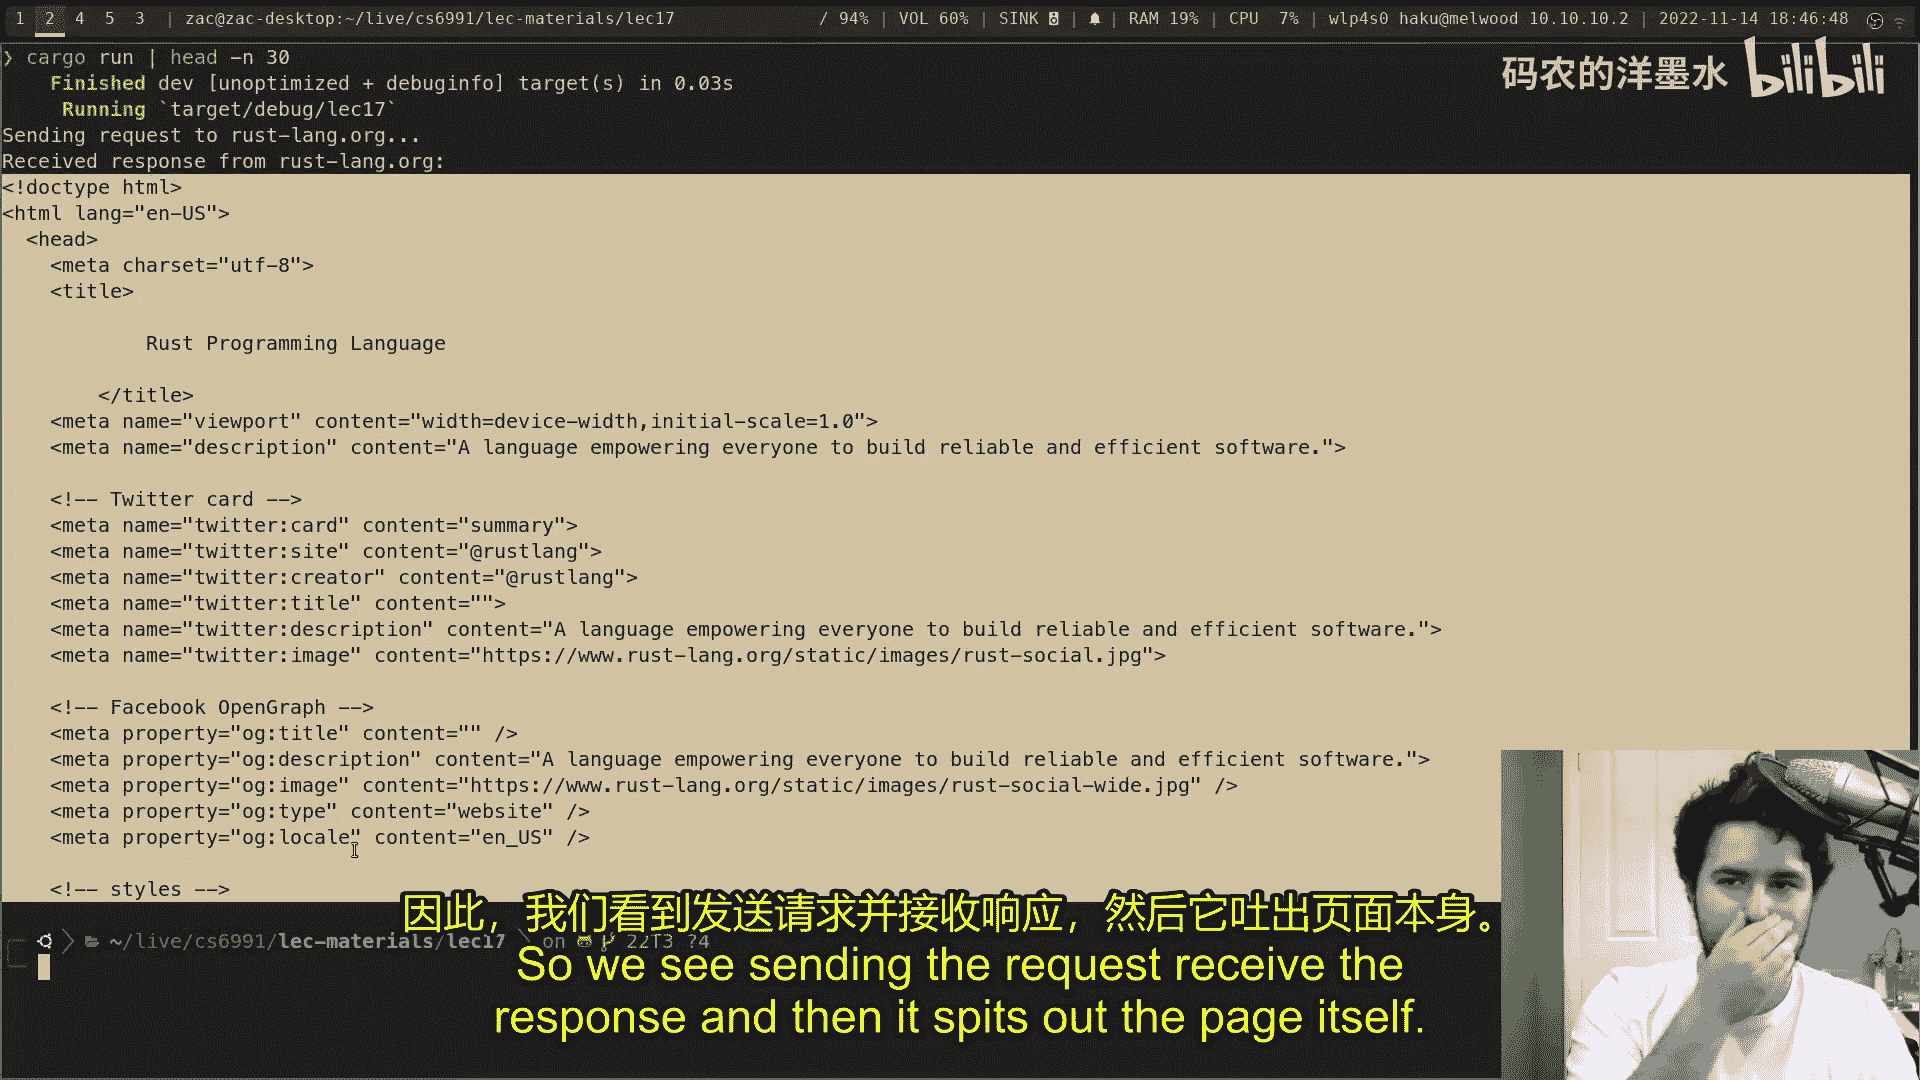 1 2 4 5 3 | zac@zac-desktop:~/live/cs6991/lec-materials/lec17 / 94% | VOL 60% | SINK | | RAM 19% | CPU 7% | wlp4s0 haku@melwood 10.10.10.2 | 2022-11-14 18:46:48
❯ cargo run | head -n 30
码农的洋墨水 bilibili
Finished dev [unoptimized + debuginfo] target(s) in 0.03s
Running `target/debug/lec17`
Sending request to rust-lang.org...
Received response from rust-lang.org:
<!doctype html>
<html lang="en-US">
<head>
<meta charset="utf-8">
<title>
Rust Programming Language
</title>
<meta name="viewport" content="width=device-width,initial-scale=1.0">
<meta name="description" content="A language empowering everyone to build reliable and efficient software.">
<!-- Twitter card -->
<meta name="twitter:card" content="summary">
<meta name="twitter:site" content="@rustlang">
<meta name="twitter:creator" content="@rustlang">
<meta name="twitter:title" content="">
<meta name="twitter:description" content="A language empowering everyone to build reliable and efficient software.">
<meta name="twitter:image" content="https://www.rust-lang.org/static/images/rust-social.jpg">
<!-- Facebook OpenGraph -->
<meta property="og:title" content="" />
<meta property="og:description" content="A language empowering everyone to build reliable and efficient software.">
<meta property="og:image" content="https://www.rust-lang.org/static/images/rust-social-wide.jpg" />
<meta property="og:type" content="website" />
<meta property="og:locale" content="en_US" />
<!-- styles -->
因此，我们看到发送请求并接收响应，然后它吐出页面本身。
~/live/cs6991/lec-materials/lec17 on 22T3 ?4
So we see sending the request receive the
response and then it spits out the page itself.